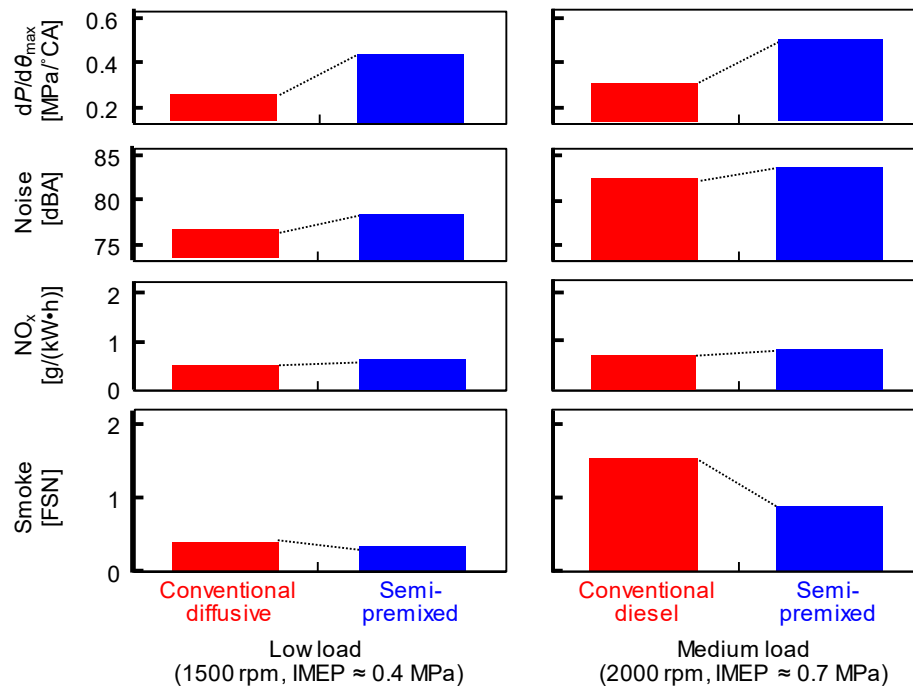 dP/dθmax
[MPa/°CA]
0.6
0.4
0.2
Noise
[dBA]
85
80
75
NOx
[g/(kW•h)]
2
1
0
Smoke
[FSN]
2
1
0
Conventional
diffusive
Semi-
premixed
Conventional
diesel
Semi-
premixed
Low load
(1500 rpm, IMEP ≈ 0.4 MPa)
Medium load
(2000 rpm, IMEP ≈ 0.7 MPa)